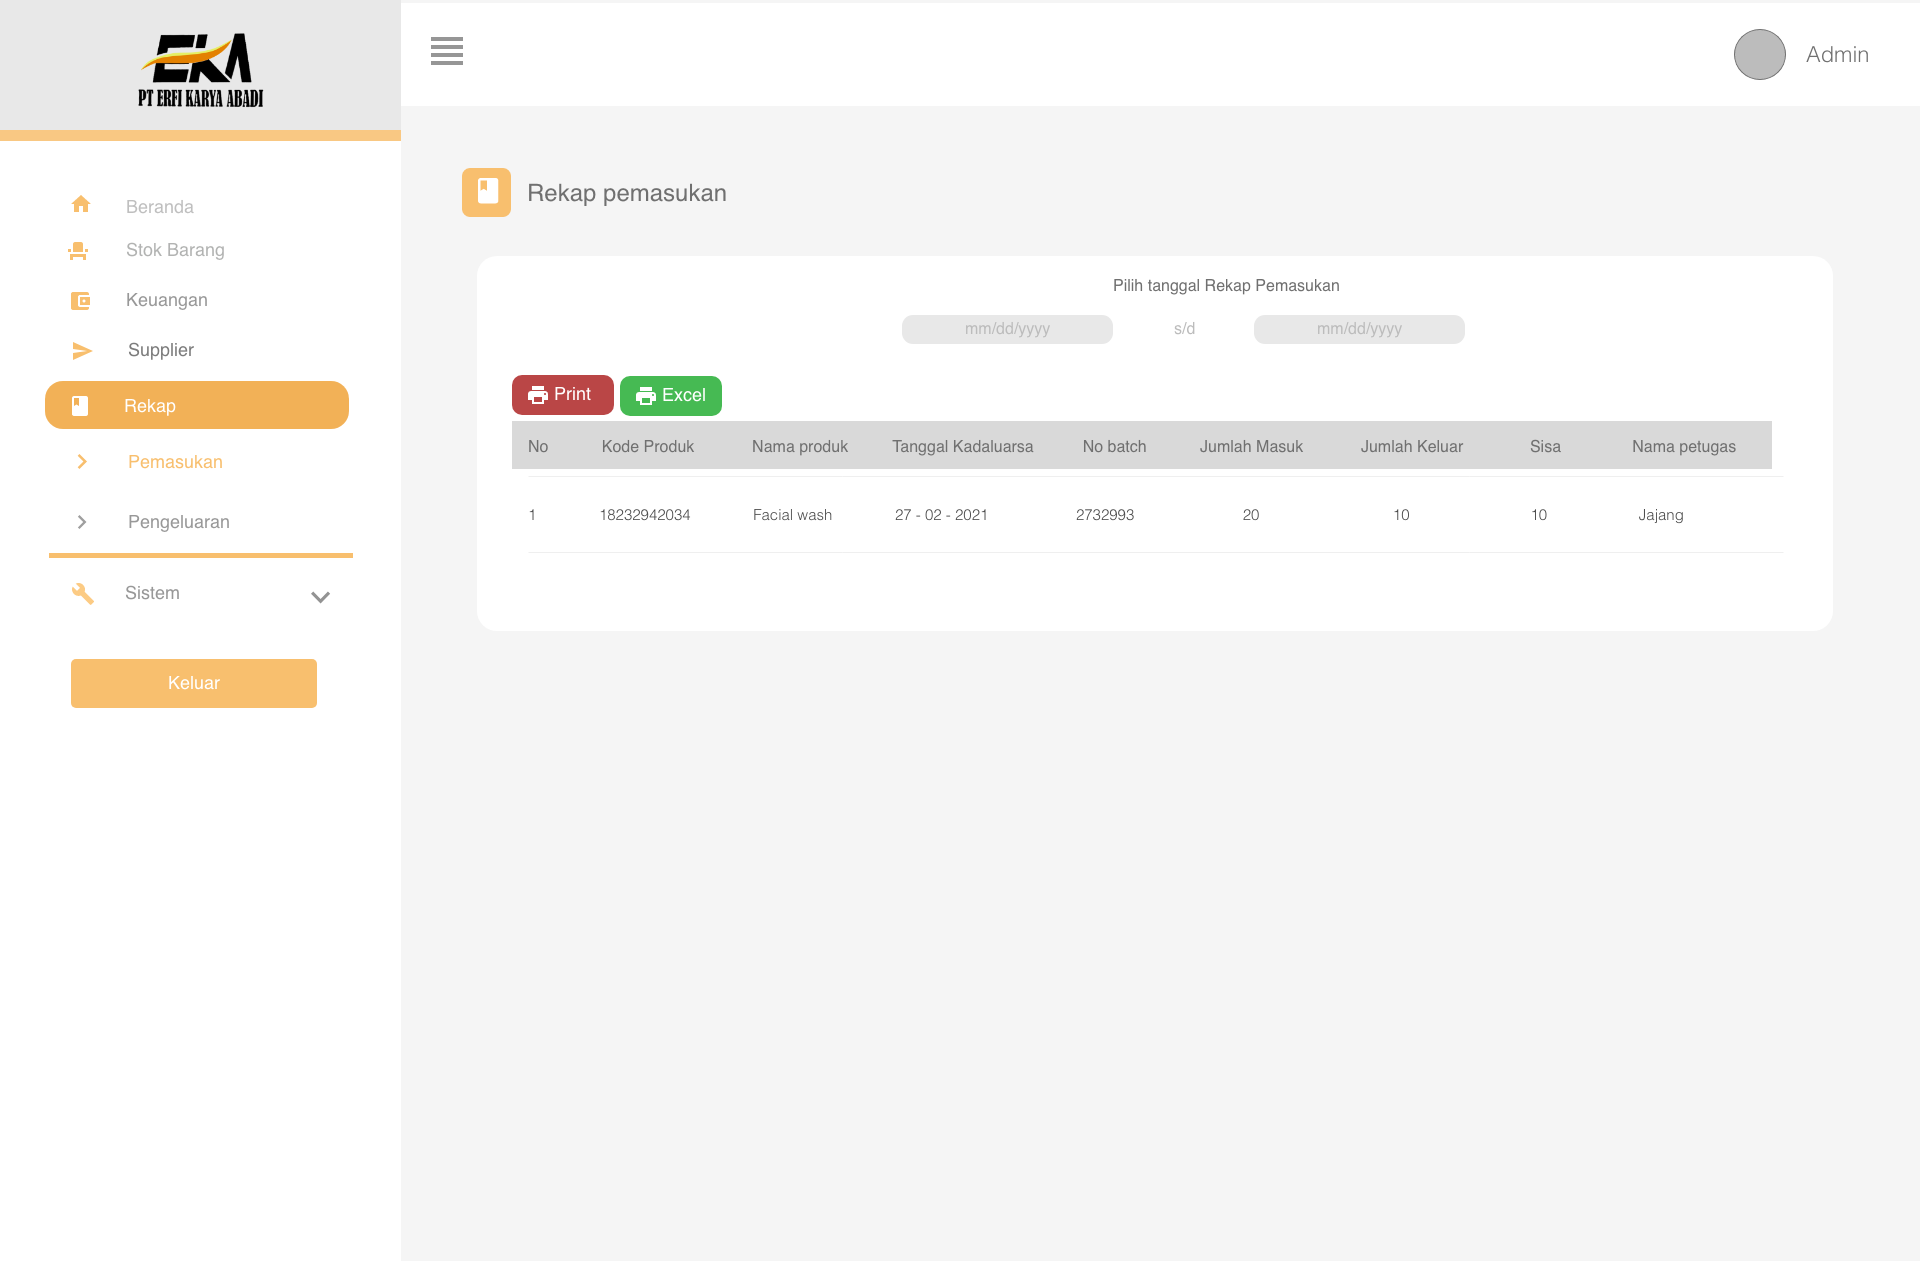 EKA
PT ERFI KARYA ABADI
Admin
Beranda
Stok Barang
Keuangan
Supplier
Rekap
Pemasukan
Pengeluaran
Sistem
Keluar
Rekap pemasukan
Pilih tanggal Rekap Pemasukan
mm/dd/yyyy s/d mm/dd/yyyy
Print Excel
No Kode Produk Nama produk Tanggal Kadaluarsa No batch Jumlah Masuk Jumlah Keluar Sisa Nama petugas
1 18232942034 Facial wash 27 - 02 - 2021 2732993 20 10 10 Jajang